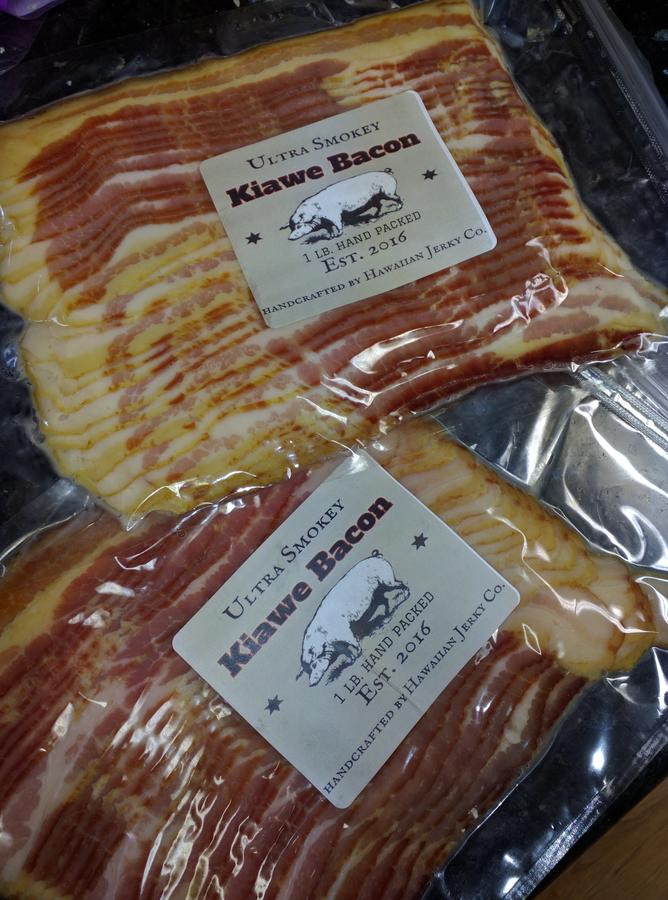 ULTRA SMOKEY
Kiawe Bacon
1 LB. HAND PACKED
EST. 2016
HANDCRAFTED BY HAWAIIAN JERKY CO.
ULTRA SMOKEY
Kiawe Bacon
1 LB. HAND PACKED
EST. 2016
HANDCRAFTED BY HAWAIIAN JERKY CO.